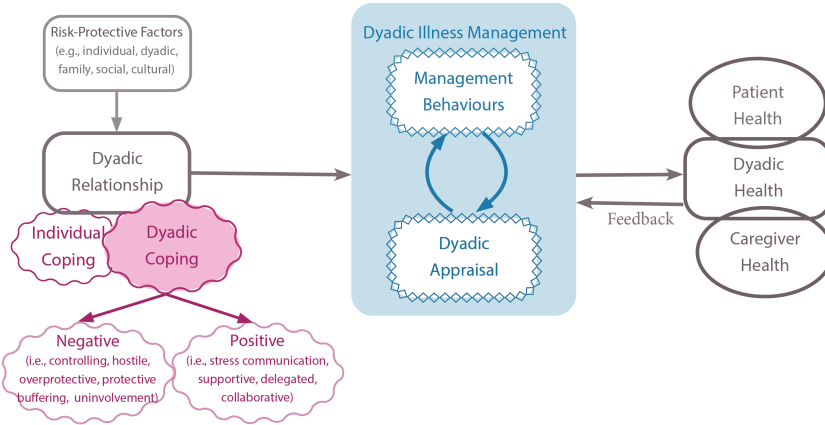 Risk-Protective Factors
(e.g., individual, dyadic,
family, social, cultural)
Dyadic
Relationship
Individual
Coping
Dyadic
Coping
Negative
(i.e., controlling, hostile,
overprotective, protective
buffering, uninvolvement)
Positive
(i.e., stress communication,
supportive, delegated,
collaborative)
Dyadic Illness Management
Management
Behaviours
Dyadic
Appraisal
Feedback
Patient
Health
Dyadic
Health
Caregiver
Health